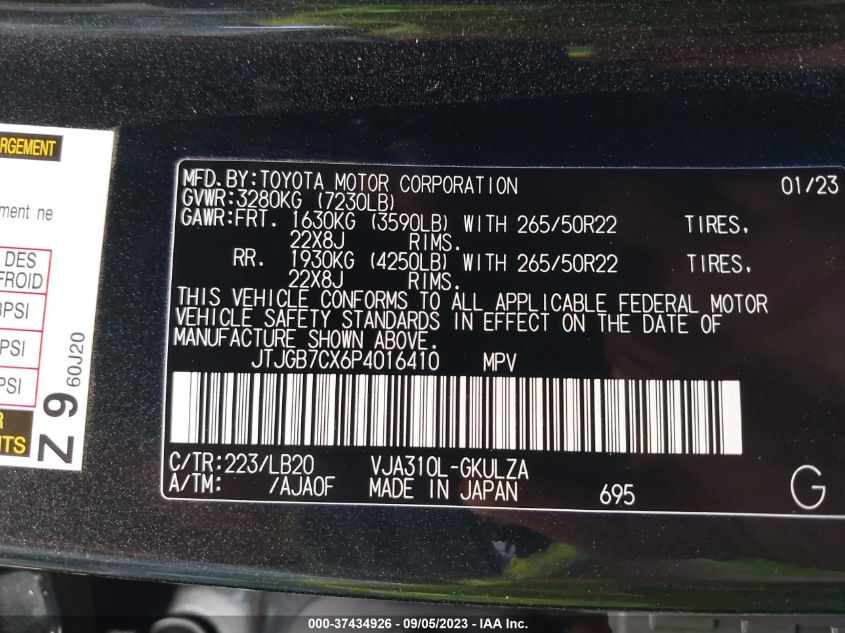 RGEMENT
ment ne
DES
FROID
PSI
PSI
PSI
R
NTS
Z 9 60J20
MFD.BY:TOYOTA MOTOR CORPORATION 01/23
GVWR:3280KG (7230LB)
GAWR:FRT. 1630KG (3590LB) WITH 265/50R22 TIRES,
22X8J RIMS.
RR. 1930KG (4250LB) WITH 265/50R22 TIRES,
22X8J RIMS.
THIS VEHICLE CONFORMS TO ALL APPLICABLE FEDERAL MOTOR
VEHICLE SAFETY STANDARDS IN EFFECT ON THE DATE OF
MANUFACTURE SHOWN ABOVE.
JTJGB7CX6P4016410 MPV
C/TR:223/LB20 VJA310L-GKULZA
A/TM: /AJA0F MADE IN JAPAN 695 G
000-37434926 - 09/05/2023 - IAA Inc.